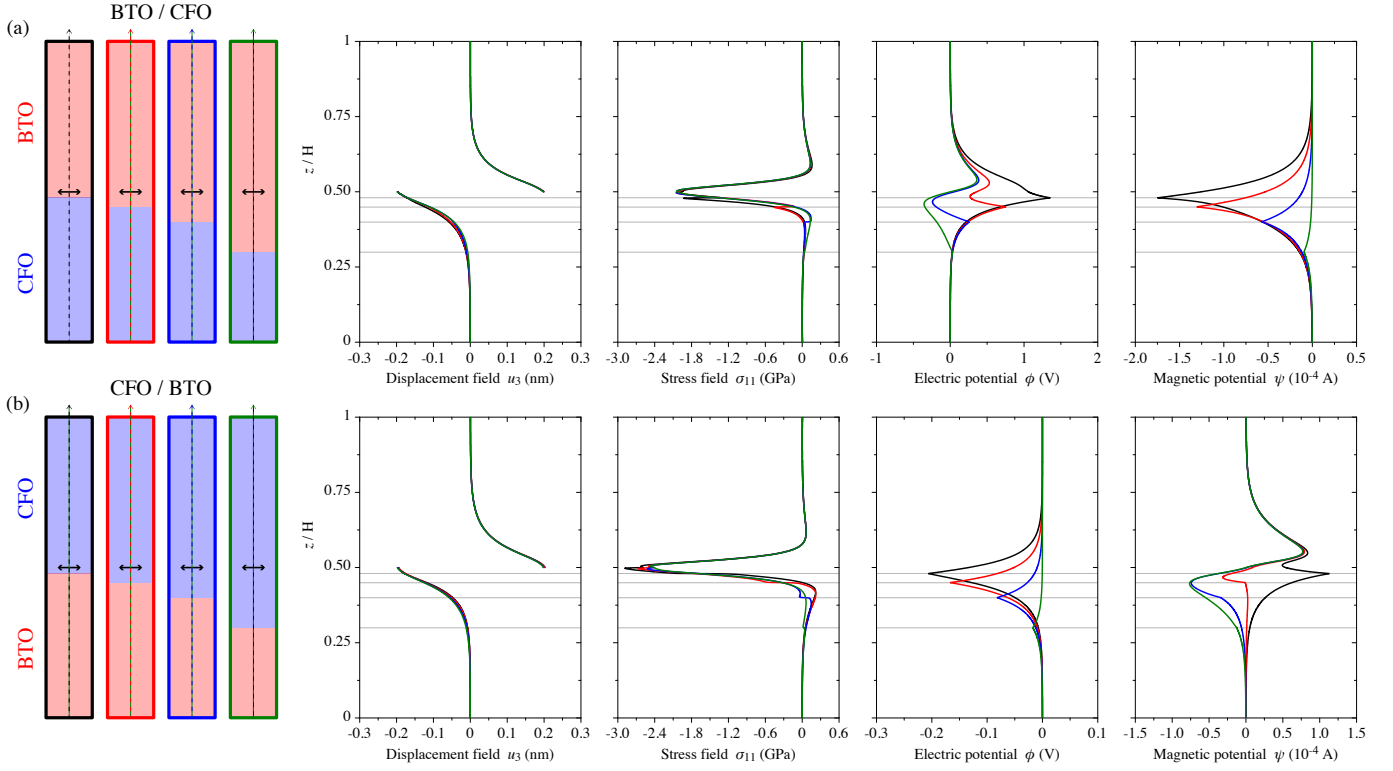 BTO / CFO
(a)
BTO
CFO
z / H
1
0.75
0.50
0.25
0
-0.3 -0.2 -0.1 0 0.1 0.2 0.3
Displacement field u3 (nm)
-3.0 -2.4 -1.8 -1.2 -0.6 0 0.6
Stress field σ11 (GPa)
-1 0 1 2
Electric potential ϕ (V)
-2.0 -1.5 -1.0 -0.5 0 0.5
Magnetic potential ψ (10-4 A)
CFO / BTO
(b)
CFO
BTO
z / H
1
0.75
0.50
0.25
0
-0.3 -0.2 -0.1 0 0.1 0.2 0.3
Displacement field u3 (nm)
-3.0 -2.4 -1.8 -1.2 -0.6 0 0.6
Stress field σ11 (GPa)
-0.3 -0.2 -0.1 0 0.1
Electric potential ϕ (V)
1.5 -1.0 -0.5 0 0.5 1.0 1.5
Magnetic potential ψ (10-4 A)